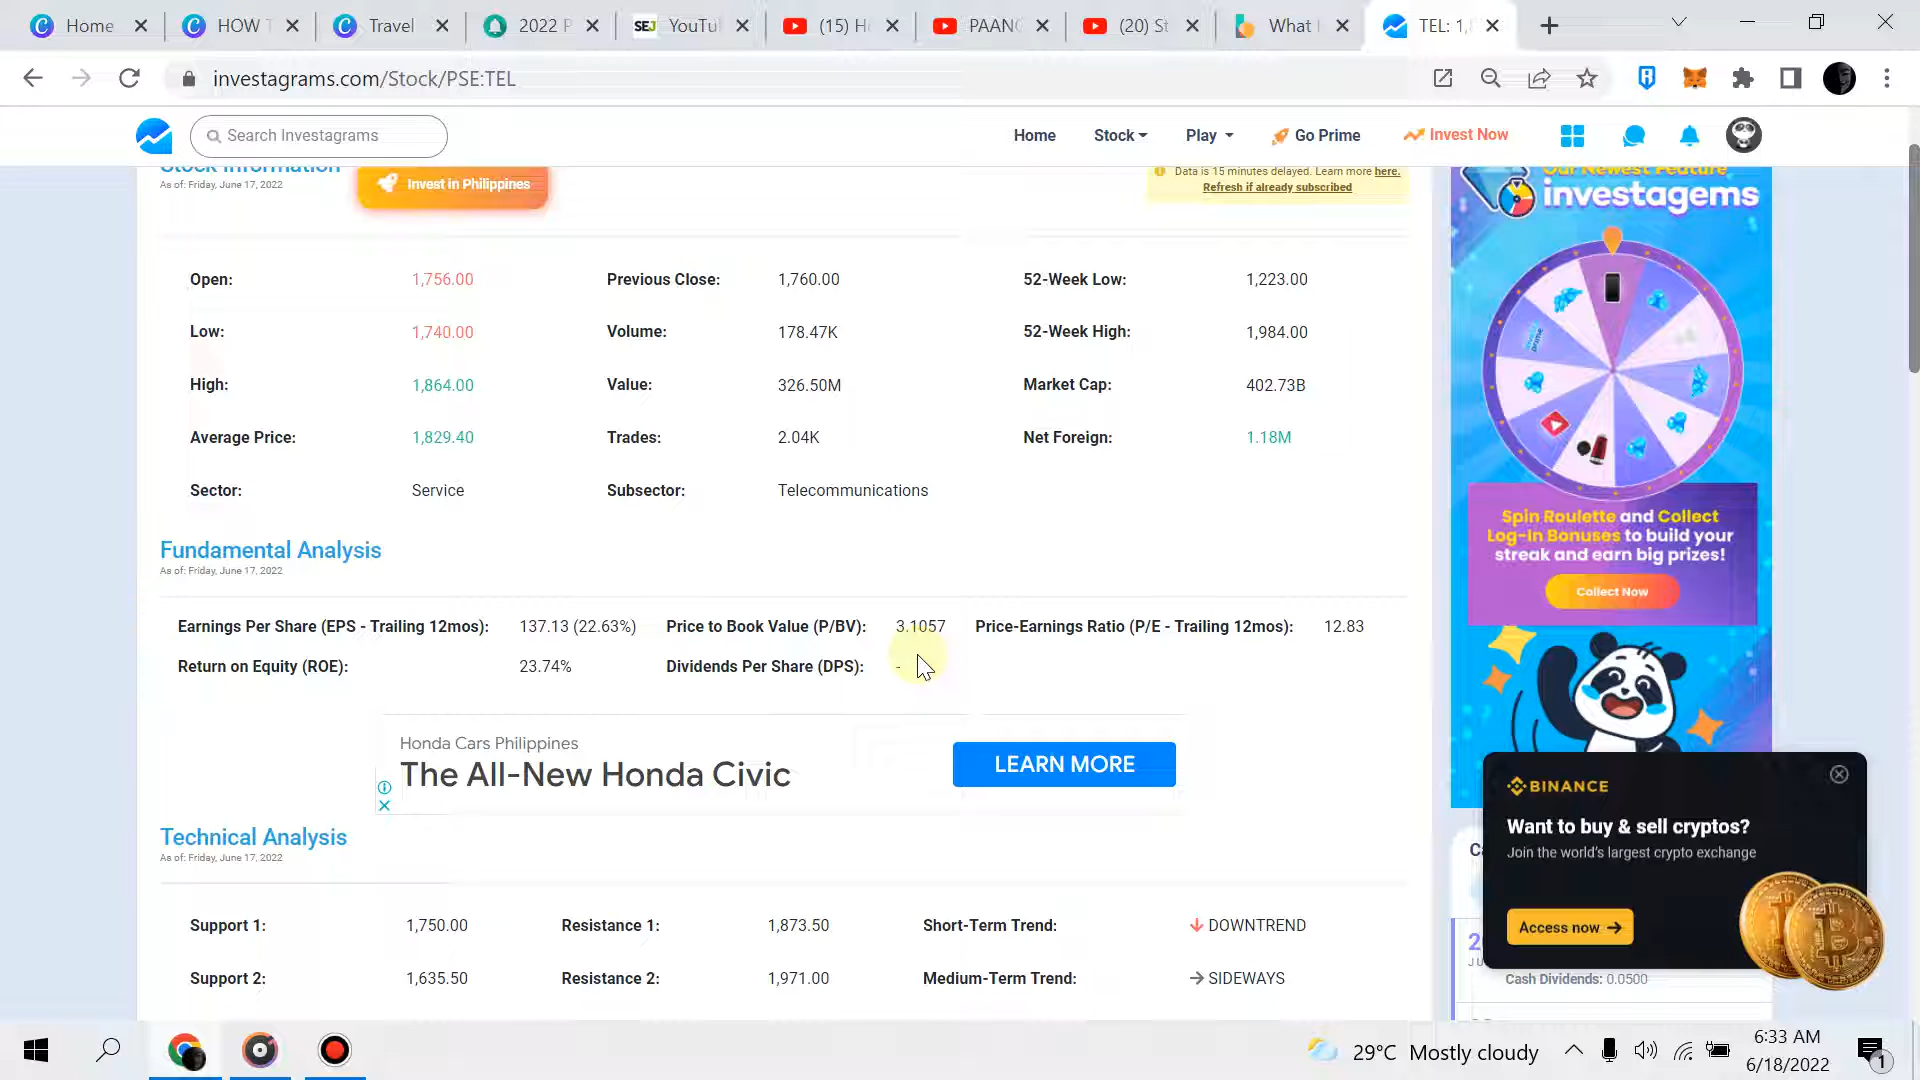 Home
HOW T
Travel
2022 P
SEJ YouTu
(15) H
PAANO
(20) St
What
TEL: 1,
investagrams.com/Stock/PSE:TEL
Search Investagrams
Home
Stock
Play
Go Prime
Invest Now
Stock Information
As of: Friday, June 17, 2022
Invest in Philippines
Data is 15 minutes delayed. Learn more here.
Refresh if already subscribed
Open: 1,756.00 Previous Close: 1,760.00 52-Week Low: 1,223.00
Low: 1,740.00 Volume: 178.47K 52-Week High: 1,984.00
High: 1,864.00 Value: 326.50M Market Cap: 402.73B
Average Price: 1,829.40 Trades: 2.04K Net Foreign: 1.18M
Sector: Service Subsector: Telecommunications
Fundamental Analysis
As of: Friday, June 17, 2022
Earnings Per Share (EPS - Trailing 12mos): 137.13 (22.63%) Price to Book Value (P/BV): 3.1057 Price-Earnings Ratio (P/E - Trailing 12mos): 12.83
Return on Equity (ROE): 23.74% Dividends Per Share (DPS): -
Honda Cars Philippines
The All-New Honda Civic
LEARN MORE
Technical Analysis
As of: Friday, June 17, 2022
Support 1: 1,750.00 Resistance 1: 1,873.50 Short-Term Trend: DOWNTREND
Support 2: 1,635.50 Resistance 2: 1,971.00 Medium-Term Trend: SIDEWAYS
Our Newest Feature
investagems
Spin Roulette and Collect
Log-In Bonuses to build your
streak and earn big prizes!
Collect Now
BINANCE
Want to buy & sell cryptos?
Join the world's largest crypto exchange
Access now
Cash Dividends: 0.0500
29°C Mostly cloudy
6:33 AM
6/18/2022
1